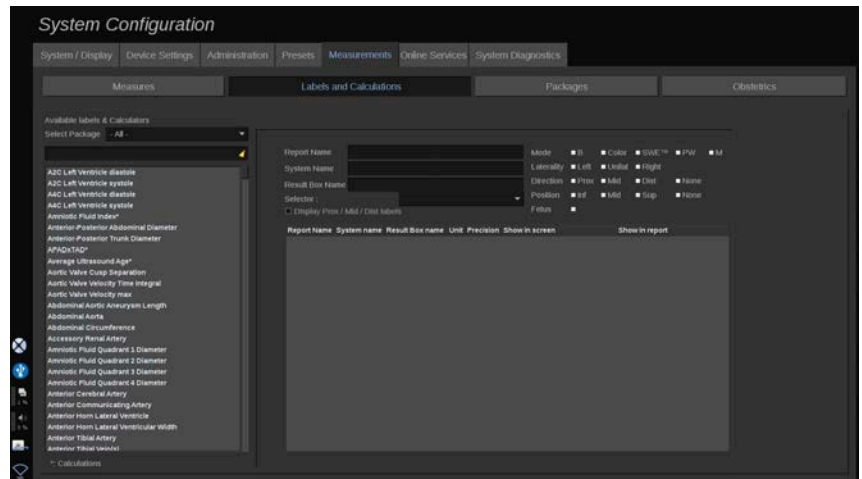 System Configuration
System / Display Device Settings Administration Presets Measurements Online Services System Diagnostics
Measures Labels and Calculations Packages Obstetrics
Available labels & Calculators
Select Package - All -
A2C Left Ventricle diastole
A2C Left Ventricle systole
A4C Left Ventricle diastole
A4C Left Ventricle systole
Amniotic Fluid Index*
Anterior-Posterior Abdominal Diameter
Anterior-Posterior Trunk Diameter
APADxTAD*
Average Ultrasound Age*
Aortic Valve Cusp Separation
Aortic Valve Velocity Time Integral
Aortic Valve Velocity max
Abdominal Aortic Aneurysm Length
Abdominal Aorta
Abdominal Circumference
Accessory Renal Artery
Amniotic Fluid Quadrant 1 Diameter
Amniotic Fluid Quadrant 2 Diameter
Amniotic Fluid Quadrant 3 Diameter
Amniotic Fluid Quadrant 4 Diameter
Anterior Cerebral Artery
Anterior Communicating Artery
Anterior Horn Lateral Ventricle
Anterior Horn Lateral Ventricular Width
Anterior Tibial Artery
Anterior Tibial Vein(s)
*: Calculations
Report Name
System Name
Result Box Name
Selector :
Display Prox / Mid / Dist labels
Mode B Color SWE™ PW M
Laterality Left Unilat Right
Direction Prox Mid Dist None
Position Inf Mid Sup None
Fetus
Report Name System name Result Box name Unit Precision Show in screen Show in report